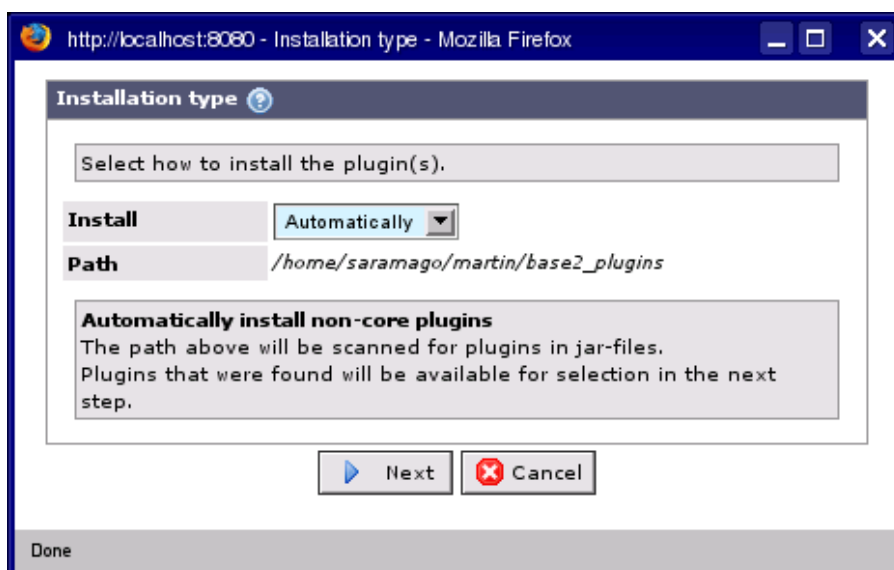 http://localhost:8080 - Installation type - Mozilla Firefox
Installation type ?
Select how to install the plugin(s).
Install Automatically
Path /home/saramago/martin/base2_plugins
Automatically install non-core plugins
The path above will be scanned for plugins in jar-files.
Plugins that were found will be available for selection in the next
step.
Next Cancel
Done